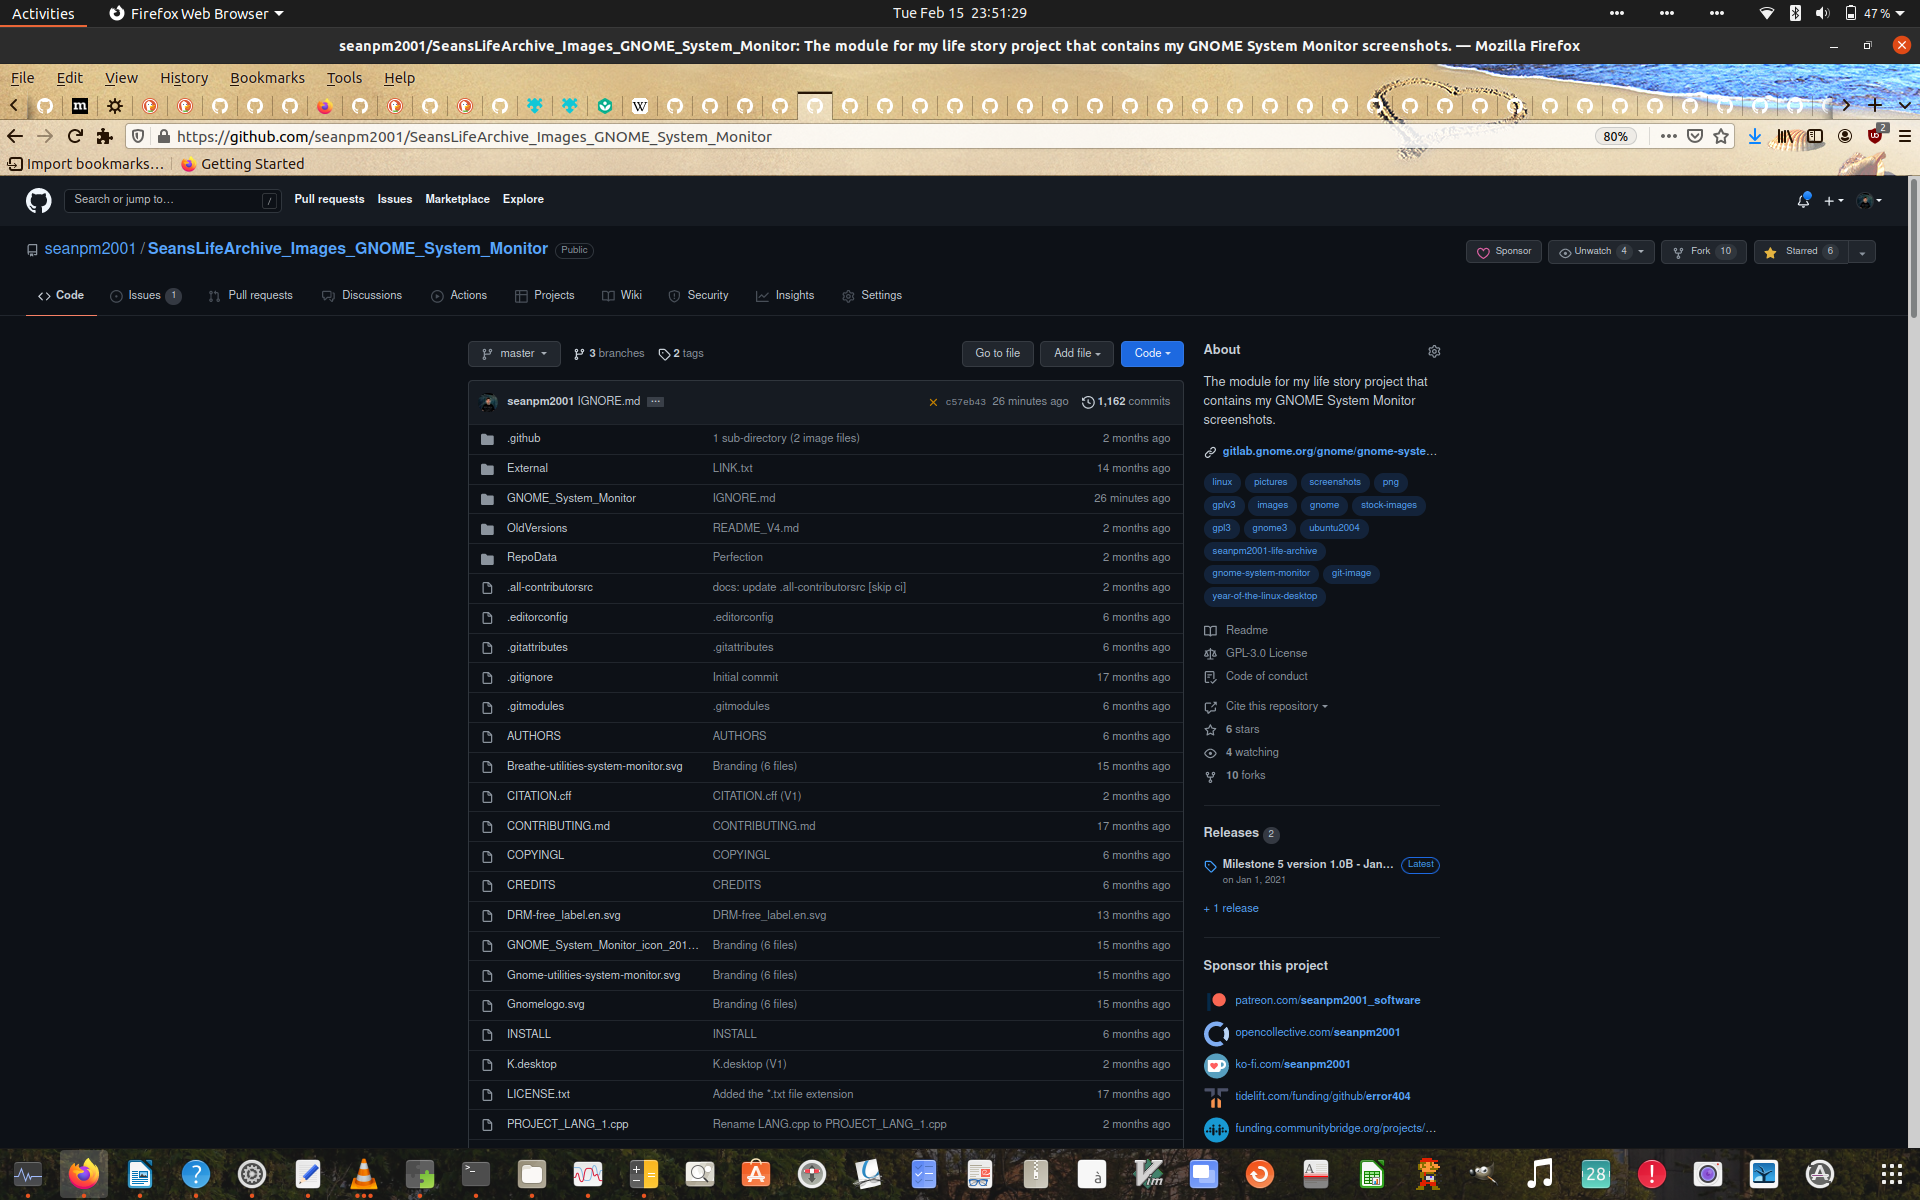 Activities
Firefox Web Browser
Tue Feb 15 23:51:29
47 %
seanpm2001/SeansLifeArchive_Images_GNOME_System_Monitor: The module for my life story project that contains my GNOME System Monitor screenshots. — Mozilla Firefox
File Edit View History Bookmarks Tools Help
https://github.com/seanpm2001/SeansLifeArchive_Images_GNOME_System_Monitor
80%
2
Import bookmarks…
Getting Started
Search or jump to…
/
Pull requests Issues Marketplace Explore
seanpm2001 / SeansLifeArchive_Images_GNOME_System_Monitor Public
Sponsor
Unwatch 4
Fork 10
Starred 6
Code
Issues 1
Pull requests
Discussions
Actions
Projects
Wiki
Security
Insights
Settings
master
3 branches
2 tags
Go to file
Add file
Code
seanpm2001 IGNORE.md
c57eb43 26 minutes ago
1,162 commits
.github 1 sub-directory (2 image files) 2 months ago
External LINK.txt 14 months ago
GNOME_System_Monitor IGNORE.md 26 minutes ago
OldVersions README_V4.md 2 months ago
RepoData Perfection 2 months ago
.all-contributorsrc docs: update .all-contributorsrc [skip ci] 2 months ago
.editorconfig .editorconfig 6 months ago
.gitattributes .gitattributes 6 months ago
.gitignore Initial commit 17 months ago
.gitmodules .gitmodules 6 months ago
AUTHORS AUTHORS 6 months ago
Breathe-utilities-system-monitor.svg Branding (6 files) 15 months ago
CITATION.cff CITATION.cff (V1) 2 months ago
CONTRIBUTING.md CONTRIBUTING.md 17 months ago
COPYINGL COPYINGL 6 months ago
CREDITS CREDITS 6 months ago
DRM-free_label.en.svg DRM-free_label.en.svg 13 months ago
GNOME_System_Monitor_icon_201… Branding (6 files) 15 months ago
Gnome-utilities-system-monitor.svg Branding (6 files) 15 months ago
Gnomelogo.svg Branding (6 files) 15 months ago
INSTALL INSTALL 6 months ago
K.desktop K.desktop (V1) 2 months ago
LICENSE.txt Added the *.txt file extension 17 months ago
PROJECT_LANG_1.cpp Rename LANG.cpp to PROJECT_LANG_1.cpp 2 months ago
About
The module for my life story project that
contains my GNOME System Monitor
screenshots.
gitlab.gnome.org/gnome/gnome-syste…
linux pictures screenshots png
gplv3 images gnome stock-images
gpl3 gnome3 ubuntu2004
seanpm2001-life-archive
gnome-system-monitor git-image
year-of-the-linux-desktop
Readme
GPL-3.0 License
Code of conduct
Cite this repository
6 stars
4 watching
10 forks
Releases 2
Milestone 5 version 1.0B - Jan… Latest
on Jan 1, 2021
+ 1 release
Sponsor this project
patreon.com/seanpm2001_software
opencollective.com/seanpm2001
ko-fi.com/seanpm2001
tidelift.com/funding/github/error404
funding.communitybridge.org/projects/…
28